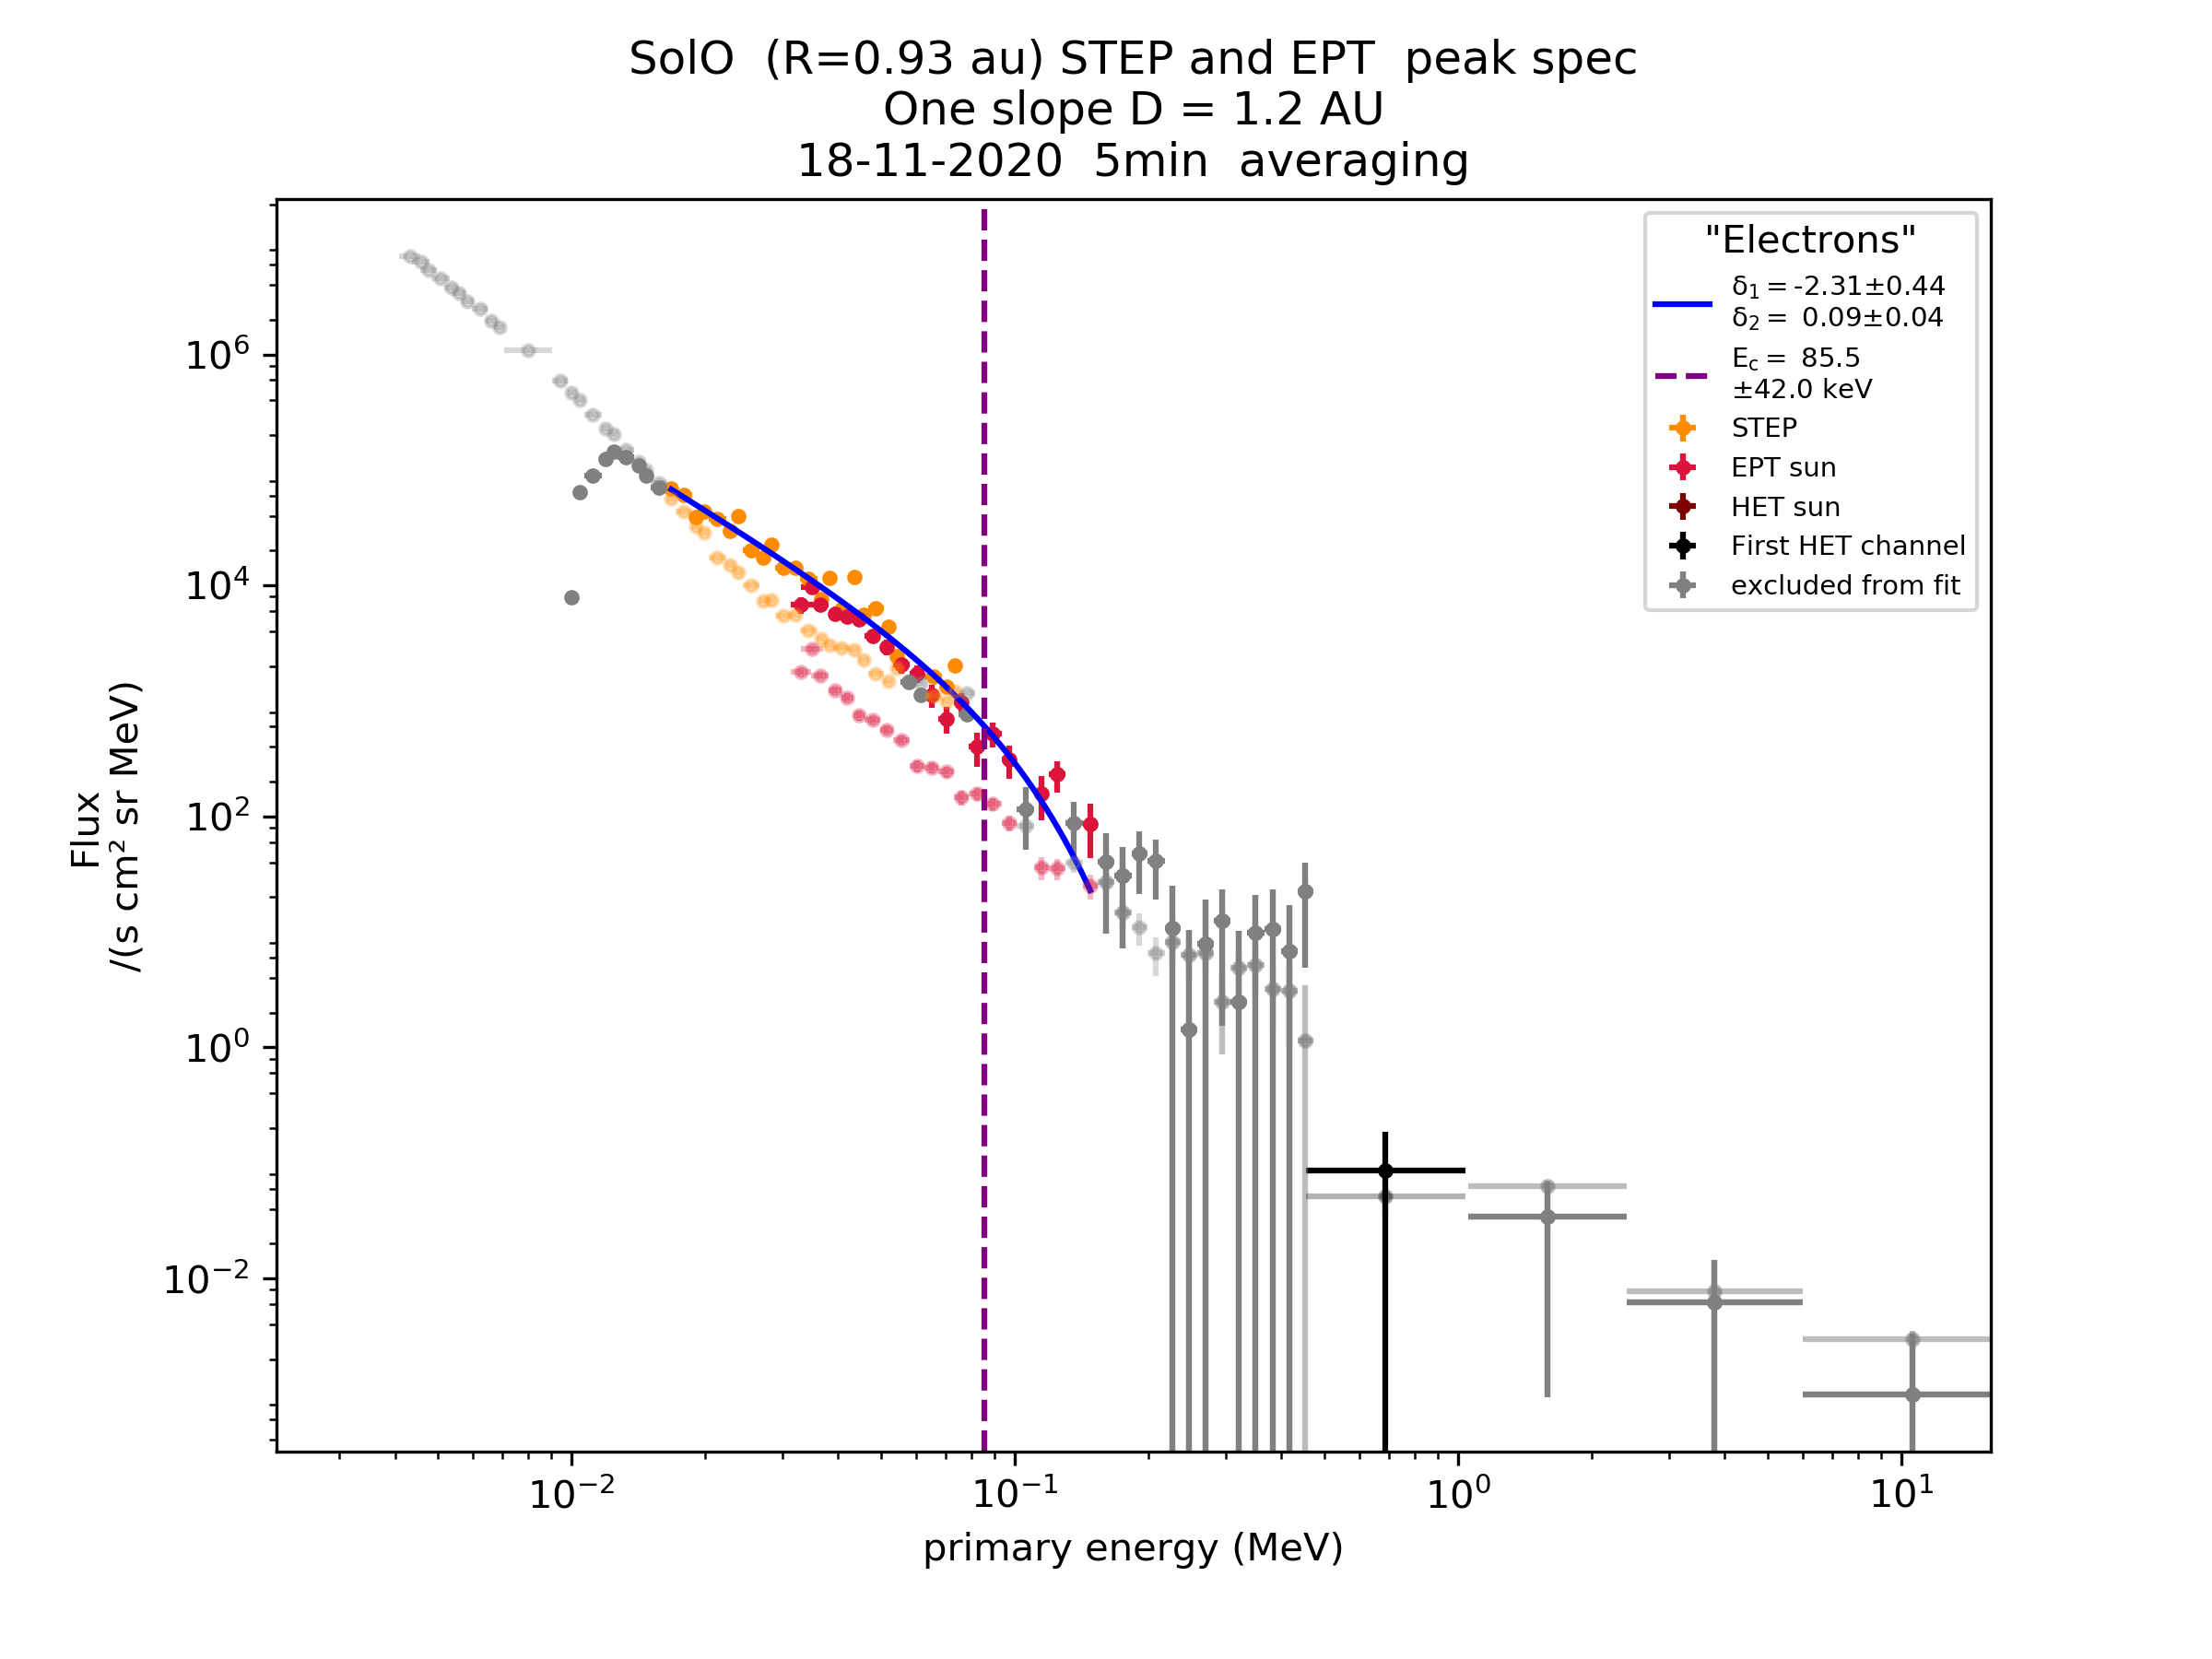 SolO (R=0.93 au) STEP and EPT peak spec
One slope D = 1.2 AU
18-11-2020 5min averaging
"Electrons"
δ₁ = -2.31±0.44
δ₂ = 0.09±0.04
E_c = 85.5
±42.0 keV
STEP
EPT sun
HET sun
First HET channel
excluded from fit
Flux
/(s cm² sr MeV)
10⁶
10⁴
10²
10⁰
10⁻²
10⁻² 10⁻¹ 10⁰ 10¹
primary energy (MeV)